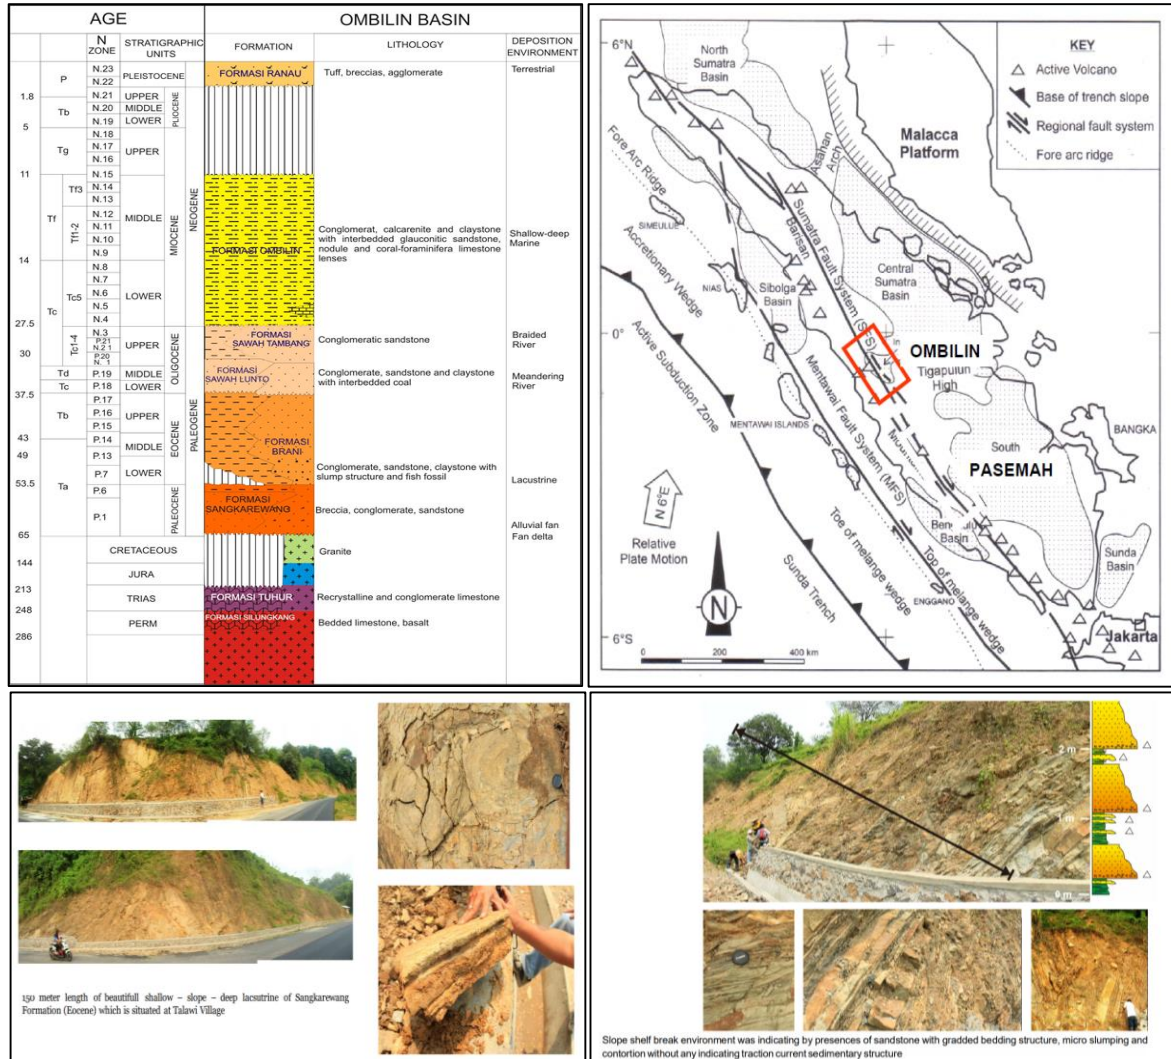 AGE
OMBILIN BASIN
N
ZONE
STRATIGRAPHIC
UNITS
FORMATION
LITHOLOGY
DEPOSITION
ENVIRONMENT
P
N.23
N.22
PLEISTOCENE
FORMASI RANAU
Tuff, breccias, agglomerate
Terrestrial
1.8
Tb
N.21
UPPER
N.20
MIDDLE
N.19
LOWER
PLIOCENE
5
Tg
N.18
N.17
N.16
UPPER
11
Tf
Tf3
N.15
N.14
N.13
Tf1-2
N.12
N.11
N.10
N.9
MIDDLE
MIOCENE
NEOGENE
FORMASI OMBILIN
Conglomerat, calcarenite and claystone
with interbedded glauconitic sandstone,
nodule and coral-foraminifera limestone
lenses
Shallow-deep
Marine
14
Tc
Tc5
N.8
N.7
N.6
N.5
N.4
LOWER
27.5
Tc1-4
N.3
P.21
N.2 1
P.20
N. 1
UPPER
OLIGOCENE
FORMASI
SAWAH TAMBANG
Conglomeratic sandstone
Braided
River
30
Td
P.19
MIDDLE
Tc
P.18
LOWER
FORMASI
SAWAH LUNTO
Conglomerate, sandstone and claystone
with interbedded coal
Meandering
River
37.5
Tb
P.17
P.16
P.15
UPPER
EOCENE
PALEOGENE
FORMASI
BRANI
43
P.14
MIDDLE
49
P.13
Ta
P.7
LOWER
Conglomerate, sandstone, claystone with
slump structure and fish fossil
Lacustrine
53.5
P.6
P.1
PALEOCENE
FORMASI
SANGKAREWANG
Breccia, conglomerate, sandstone
Alluvial fan
Fan delta
65
CRETACEOUS
Granite
144
JURA
213
TRIAS
FORMASI TUHUR
Recrystalline and conglomerate limestone
248
PERM
FORMASI SILUNGKANG
Bedded limestone, basalt
286
6°N
North
Sumatra
Basin
KEY
Active Volcano
Base of trench slope
Regional fault system
Fore arc ridge
Malacca
Platform
Asahan
Arch
Fore Arc Ridge
SIMEULUE
Sumatra Fault System (SFS)
Barisan
Accretionary Wedge
NIAS
Sibolga
Basin
Central
Sumatra
Basin
0°
in
OMBILIN
Tigapuluh
High
Active Subduction Zone
Mentawai Fault System (MFS)
MENTAWAI ISLANDS
BANGKA
South
PASEMAH
N 6°E
Relative
Plate Motion
Bengkulu
Basin
Sunda
Basin
Toe of melange wedge
Top of melange wedge
Sunda Trench
ENGGANO
N
6°S
Jakarta
0
200
400 km
150 meter length of beautifull shallow – slope – deep lacsutrine of Sangkarewang
Formation (Eocene) which is situated at Talawi Village
2 m
1 m
0 m
Slope shelf break environment was indicating by presences of sandstone with gradded bedding structure, micro slumping and
contortion without any indicating traction current sedimentary structure